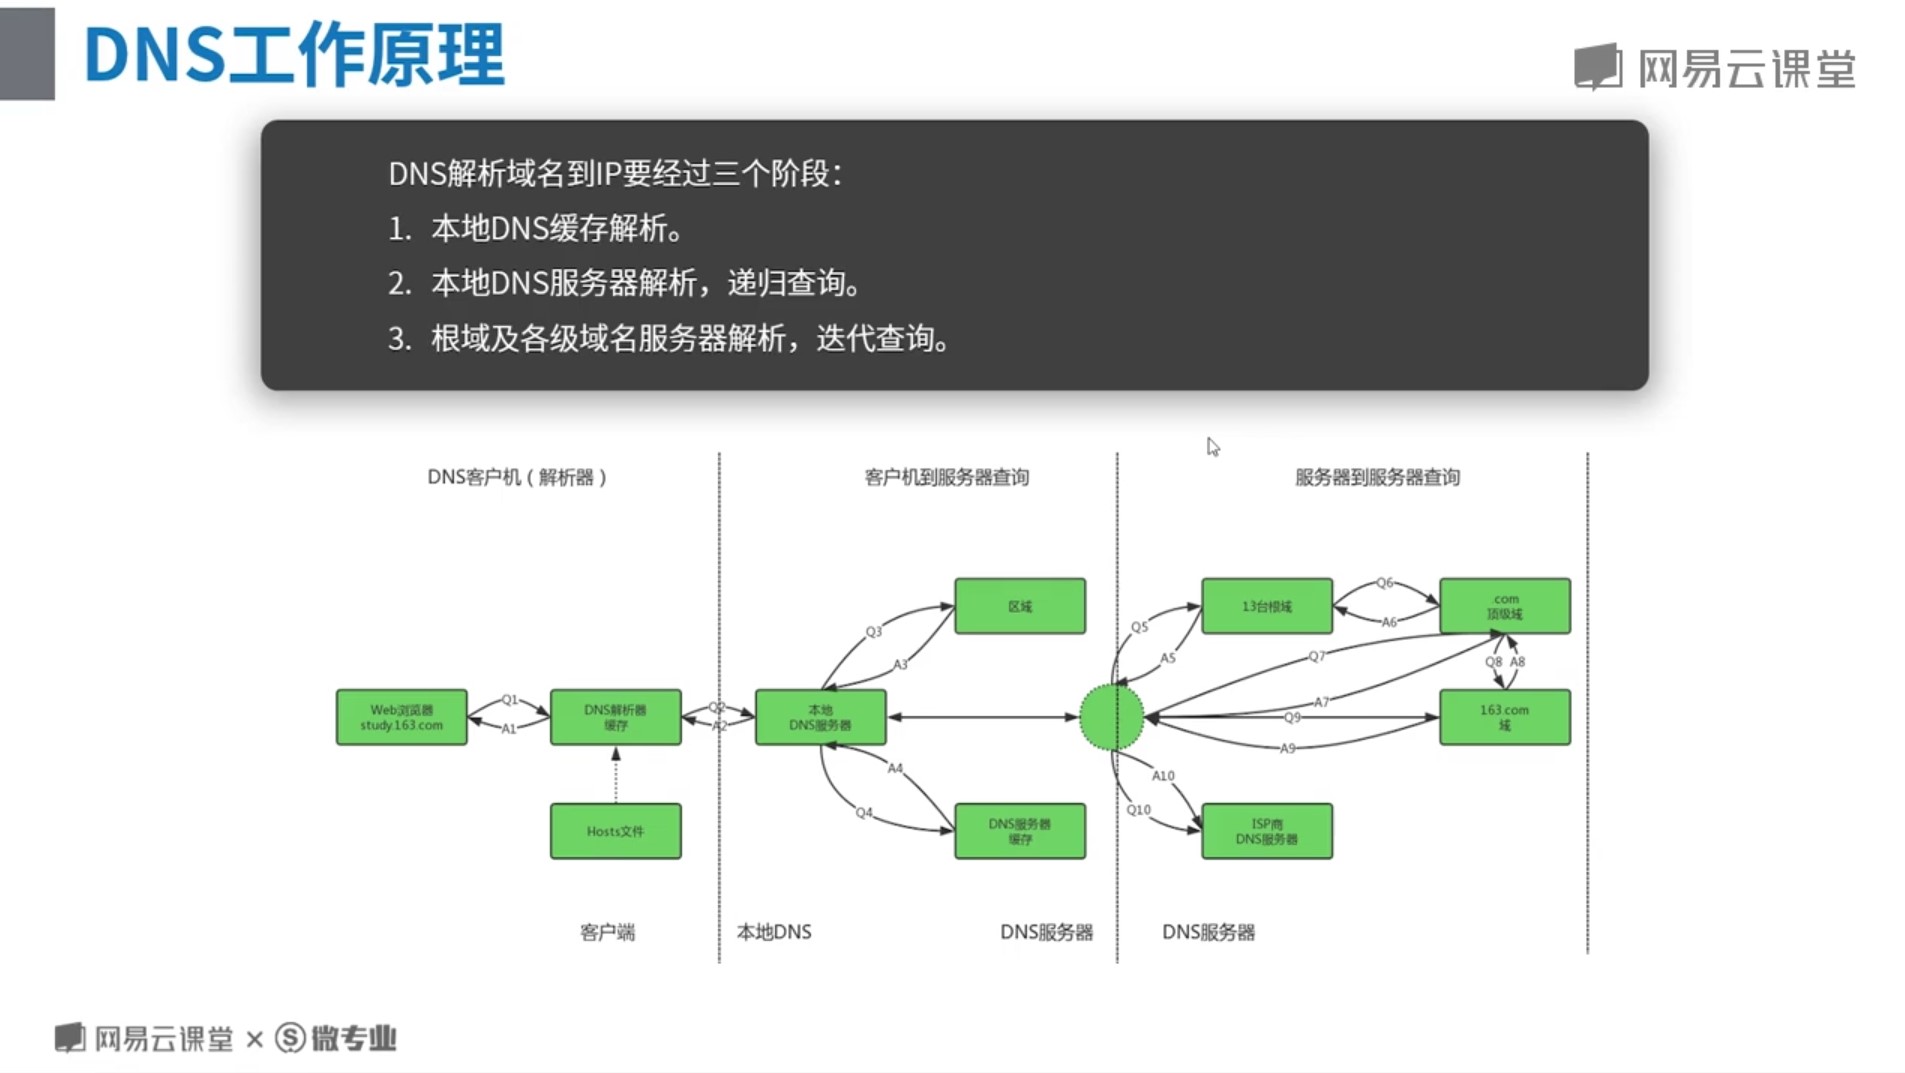 DNS工作原理
网易云课堂
DNS解析域名到IP要经过三个阶段：
1. 本地DNS缓存解析。
2. 本地DNS服务器解析，递归查询。
3. 根域及各级域名服务器解析，迭代查询。
DNS客户机（解析器）
客户机到服务器查询
服务器到服务器查询
区域
13台根域
.com
顶级域
Q3
A3
Q5
A5
Q6
A6
Q7
A7
Q8
A8
Web浏览器
study.163.com
Q1
A1
DNS解析器
缓存
Q2
A2
本地
DNS服务器
Q9
A9
163.com
域
Hosts文件
A4
Q4
DNS服务器
缓存
A10
Q10
ISP商
DNS服务器
客户端
本地DNS
DNS服务器
DNS服务器
网易云课堂 × S 微专业